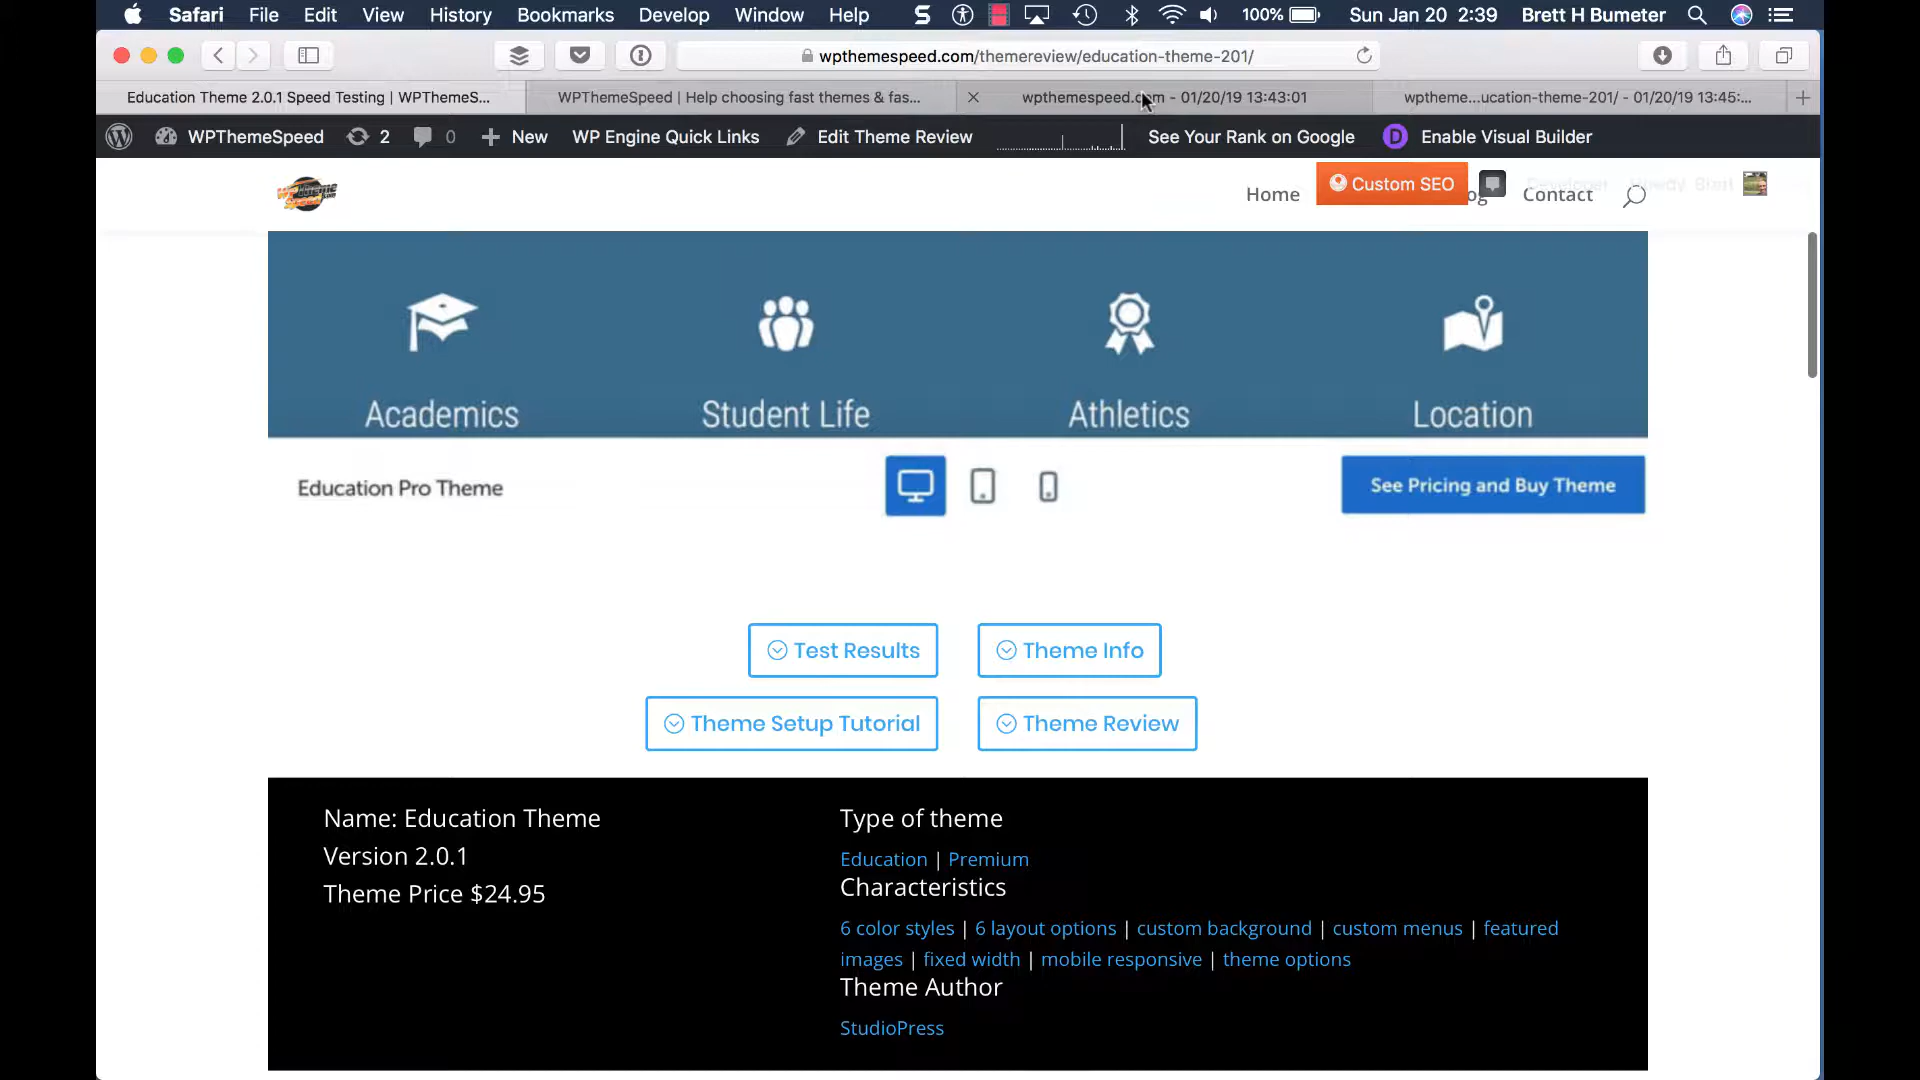 Safari File Edit View History Bookmarks Develop Window Help 100% Sun Jan 20 2:39 Brett H Bumeter
wpthemespeed.com/themereview/education-theme-201/
Education Theme 2.0.1 Speed Testing | WPThemeS... WPThemeSpeed | Help choosing fast themes & fas... wpthemespeed.com - 01/20/19 13:43:01 wptheme...ucation-theme-201/ - 01/20/19 13:45:...
WPThemeSpeed 2 0 New WP Engine Quick Links Edit Theme Review See Your Rank on Google D Enable Visual Builder
Home Custom SEO og Contact Developer Howdy, Brett
Academics Student Life Athletics Location
Education Pro Theme See Pricing and Buy Theme
Test Results Theme Info
Theme Setup Tutorial Theme Review
Name: Education Theme
Version 2.0.1
Theme Price $24.95
Type of theme
Education | Premium
Characteristics
6 color styles | 6 layout options | custom background | custom menus | featured
images | fixed width | mobile responsive | theme options
Theme Author
StudioPress